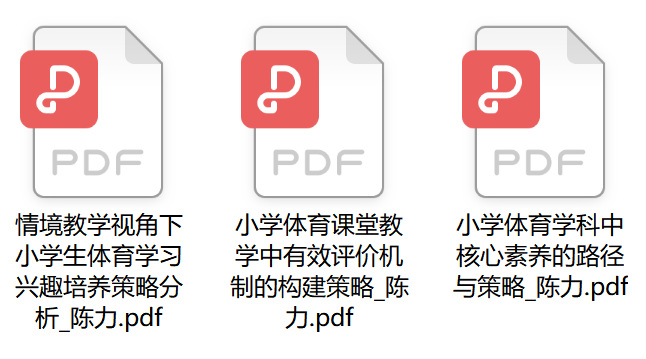 PDF
PDF
PDF
情境教学视角下
小学生体育学习
兴趣培养策略分
析_陈力.pdf
小学体育课堂教
学中有效评价机
制的构建策略_陈
力.pdf
小学体育学科中
核心素养的路径
与策略_陈力.pdf